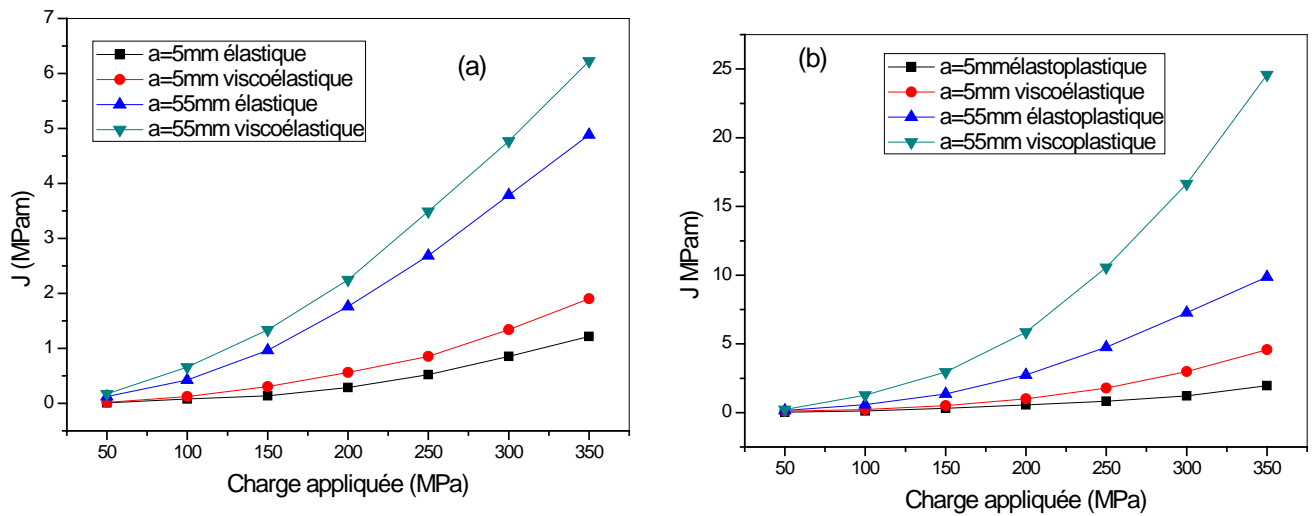 (a)
a=5mm élastique
a=5mm viscoélastique
a=55mm élastique
a=55mm viscoélastique
J (MPam)
7
6
5
4
3
2
1
0
50 100 150 200 250 300 350
Charge appliquée (MPa)
(b)
a=5mmélastoplastique
a=5mm viscoélastique
a=55mm élastoplastique
a=55mm viscoplastique
J MPam
25
20
15
10
5
0
50 100 150 200 250 300 350
Charge appliquée (MPa)